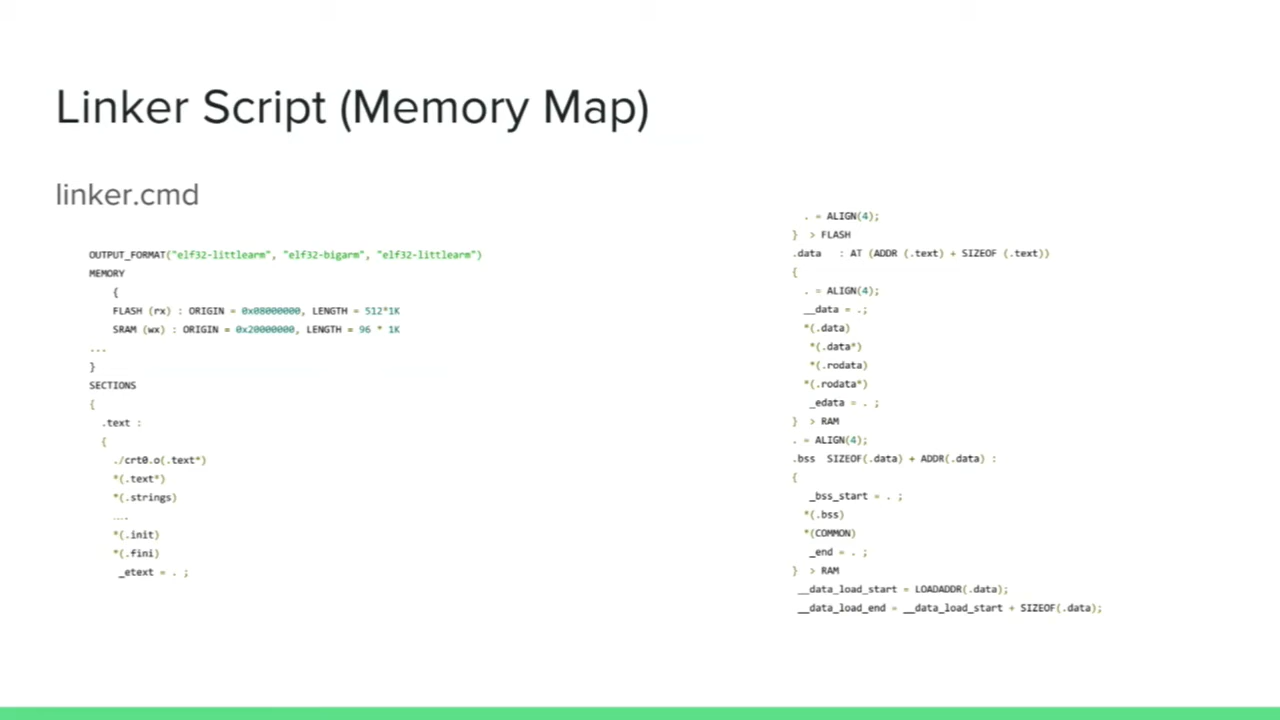 Linker Script (Memory Map)
linker.cmd
OUTPUT_FORMAT("elf32-littlearm", "elf32-bigarm", "elf32-littlearm")
MEMORY
{
FLASH (rx) : ORIGIN = 0x08000000, LENGTH = 512*1K
SRAM (wx) : ORIGIN = 0x20000000, LENGTH = 96 * 1K
...
}
SECTIONS
{
.text :
{
./crt0.o(.text*)
*(.text*)
*(.strings)
....
*(.init)
*(.fini)
_etext = . ;
. = ALIGN(4);
} > FLASH
.data : AT (ADDR (.text) + SIZEOF (.text))
{
. = ALIGN(4);
__data = .;
*(.data)
*(.data*)
*(.rodata)
*(.rodata*)
_edata = . ;
} > RAM
. = ALIGN(4);
.bss SIZEOF(.data) + ADDR(.data) :
{
_bss_start = . ;
*(.bss)
*(COMMON)
_end = . ;
} > RAM
__data_load_start = LOADADDR(.data);
__data_load_end = __data_load_start + SIZEOF(.data);